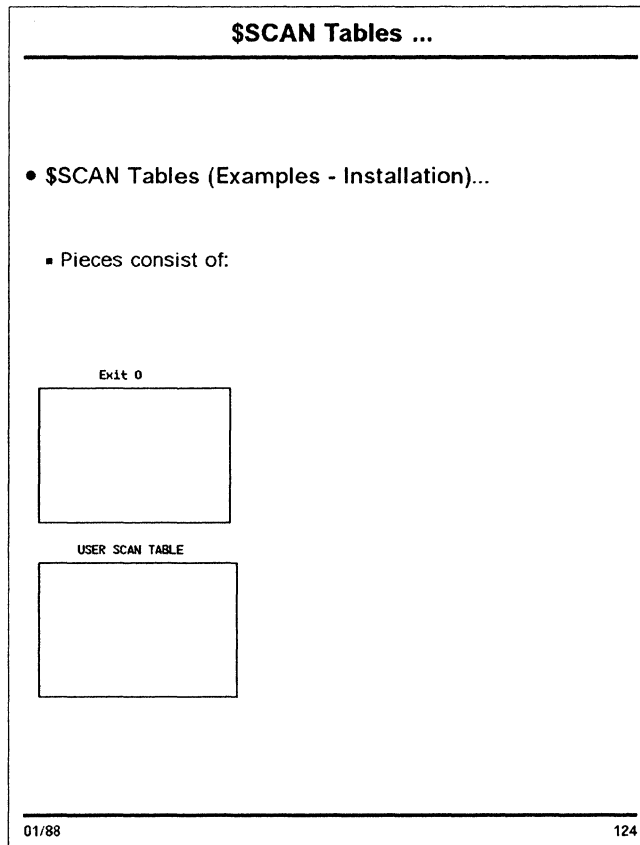 $SCAN Tables ...
• $SCAN Tables (Examples - Installation)...
▪ Pieces consist of:
Exit 0
USER SCAN TABLE
01/88
124